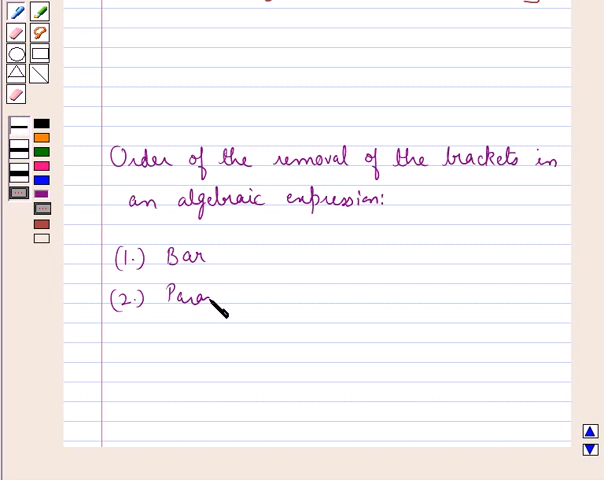 Order of the removal of the brackets in
an algebraic expression:
(1.) Bar
(2.) Para